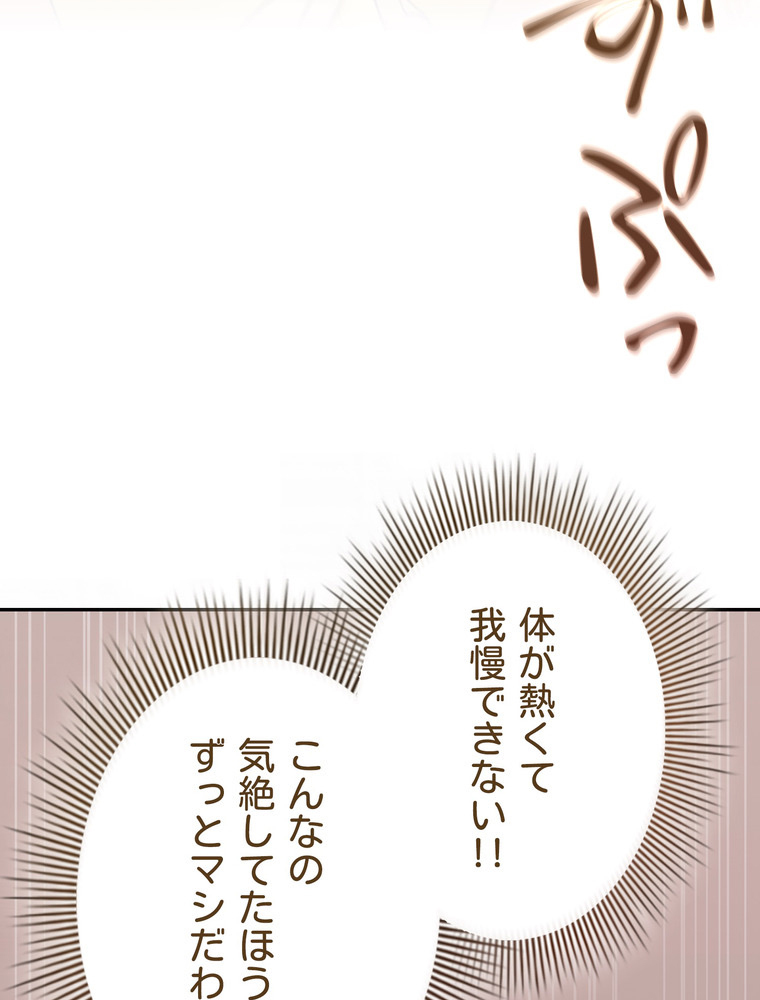 ずぷっ
体が熱くて
我慢できない!!
こんなの
気絶してたほう
ずっとマシだわ